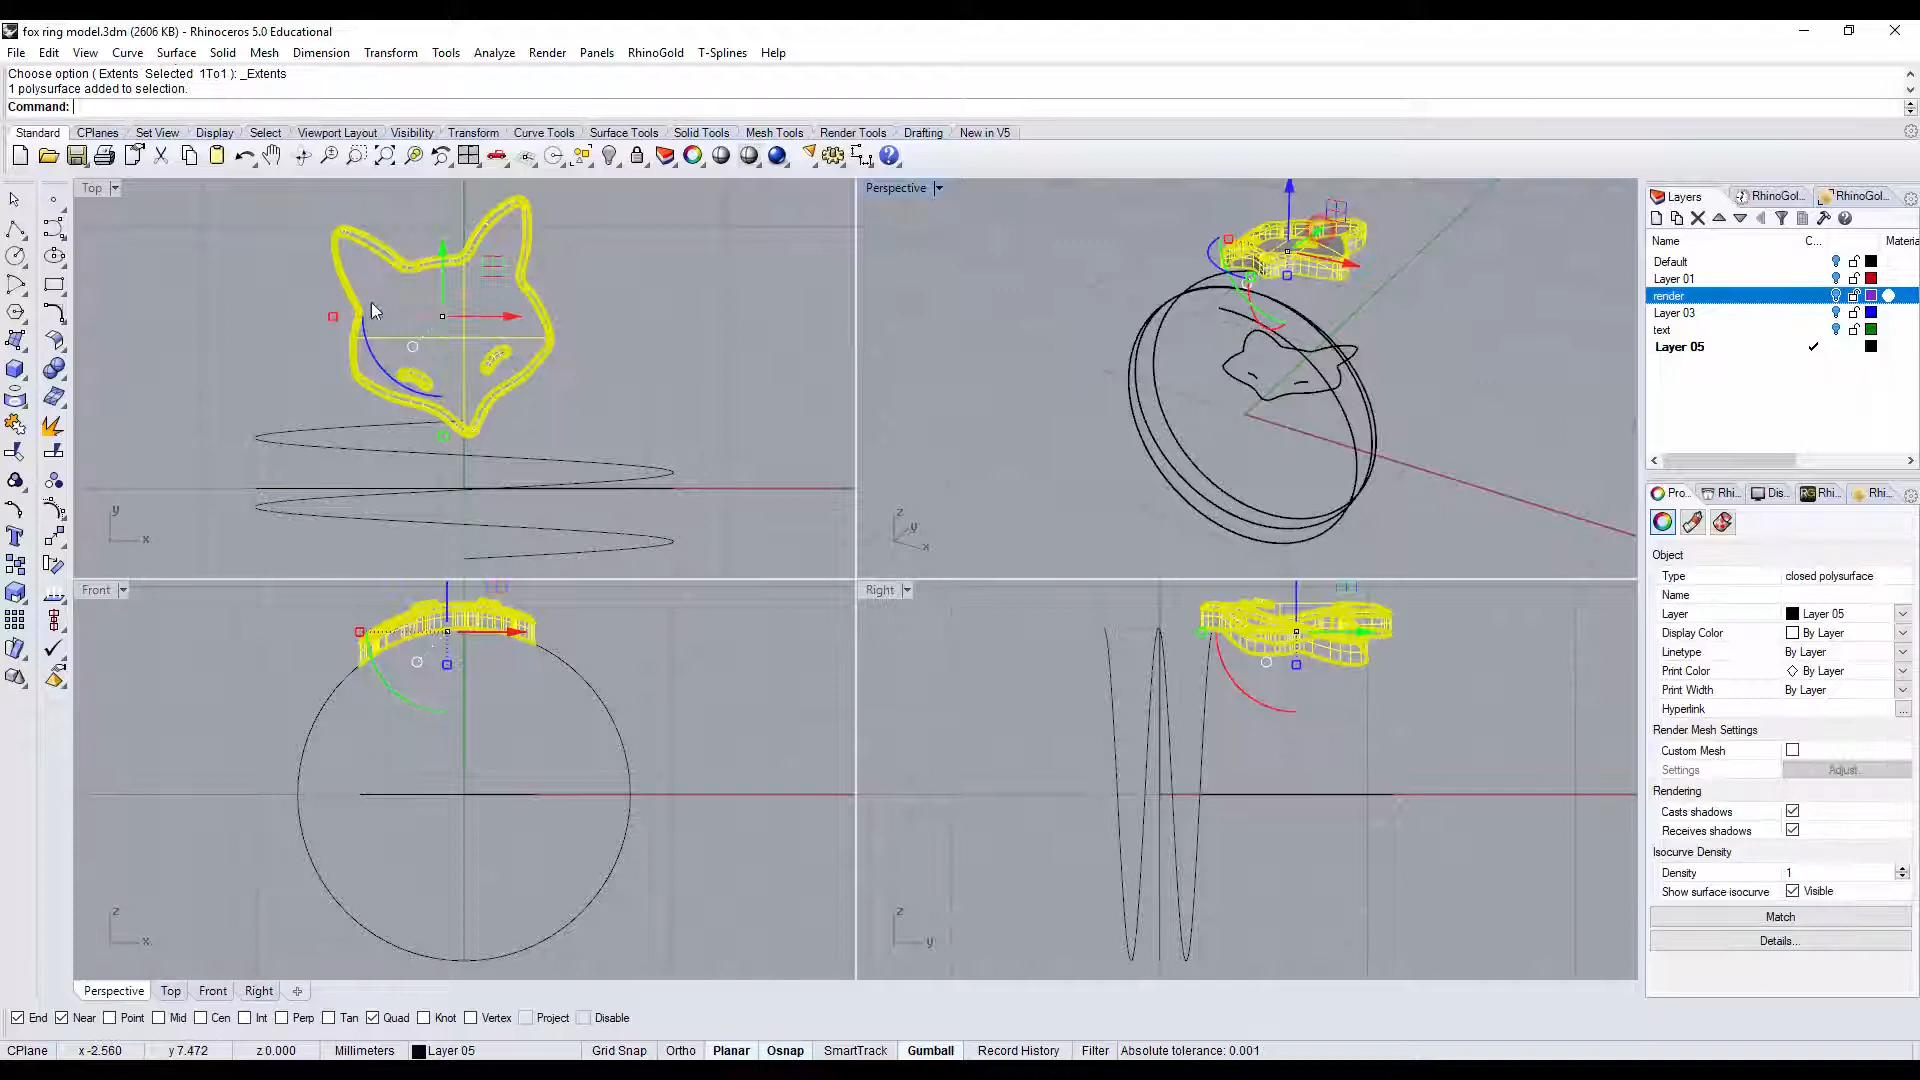 fox ring model.3dm (2606 KB) - Rhinoceros 5.0 Educational
File Edit View Curve Surface Solid Mesh Dimension Transform Tools Analyze Render Panels RhinoGold T-Splines Help
Choose option ( Extents Selected 1To1 ): _Extents
1 polysurface added to selection.
Command:
Standard CPlanes Set View Display Select Viewport Layout Visibility Transform Curve Tools Surface Tools Solid Tools Mesh Tools Render Tools Drafting New in V5
Top
Perspective
Layers RhinoGol... RhinoGol...
Name C... Materia
Default
Layer 01
render
Layer 03
text
Layer 05
y
x
z
y
x
Front
Right
z
x
z
y
Pro... Rhi... Dis... Rhi... Rhi...
Object
Type closed polysurface
Name
Layer Layer 05
Display Color By Layer
Linetype By Layer
Print Color By Layer
Print Width By Layer
Hyperlink ...
Render Mesh Settings
Custom Mesh
Settings Adjust...
Rendering
Casts shadows
Receives shadows
Isocurve Density
Density 1
Show surface isocurve Visible
Match
Details...
Perspective Top Front Right
End Near Point Mid Cen Int Perp Tan Quad Knot Vertex Project Disable
CPlane x -2.560 y 7.472 z 0.000 Millimeters Layer 05 Grid Snap Ortho Planar Osnap SmartTrack Gumball Record History Filter Absolute tolerance: 0.001